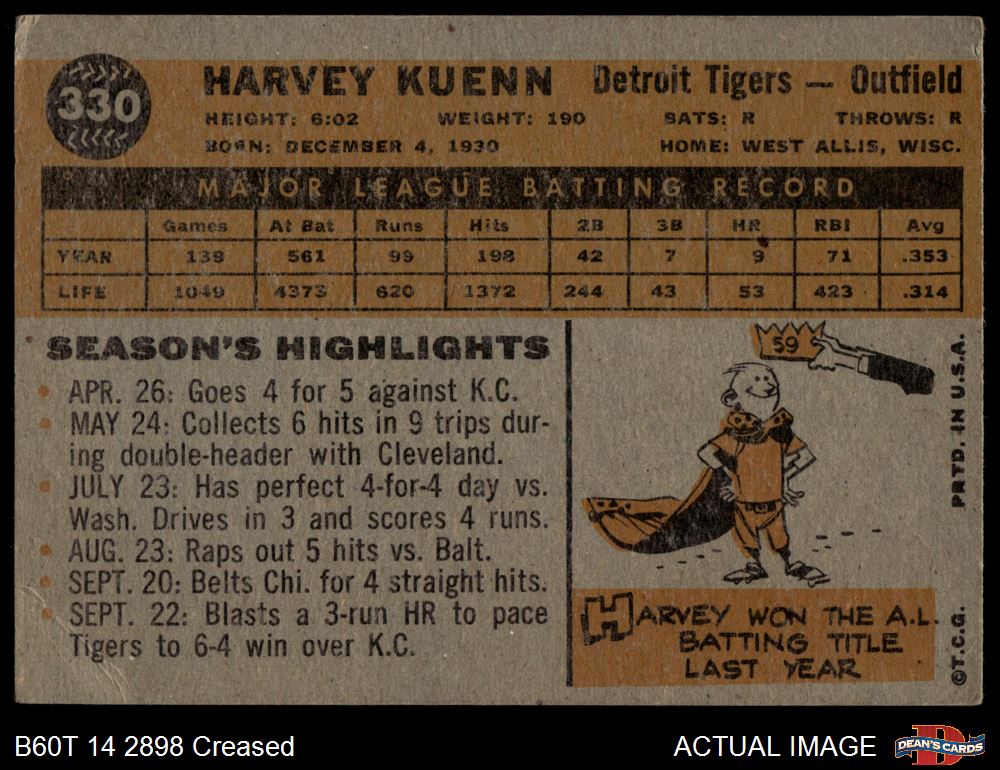 330
HARVEY KUENN Detroit Tigers — Outfield
HEIGHT: 6:02 WEIGHT: 190 BATS: R THROWS: R
BORN: DECEMBER 4, 1930 HOME: WEST ALLIS, WISC.
MAJOR LEAGUE BATTING RECORD
Games At Bat Runs Hits 2B 3B HR RBI Avg
YEAR 139 561 99 198 42 7 9 71 .353
LIFE 1049 4373 620 1372 244 43 53 423 .314
SEASON'S HIGHLIGHTS
• APR. 26: Goes 4 for 5 against K.C.
• MAY 24: Collects 6 hits in 9 trips dur-
ing double-header with Cleveland.
• JULY 23: Has perfect 4-for-4 day vs.
Wash. Drives in 3 and scores 4 runs.
• AUG. 23: Raps out 5 hits vs. Balt.
• SEPT. 20: Belts Chi. for 4 straight hits.
• SEPT. 22: Blasts a 3-run HR to pace
Tigers to 6-4 win over K.C.
59
HARVEY WON THE A.L.
BATTING TITLE
LAST YEAR
©T.C.G. PRTD. IN U.S.A.
B60T 14 2898 Creased
ACTUAL IMAGE
DEAN'S CARDS